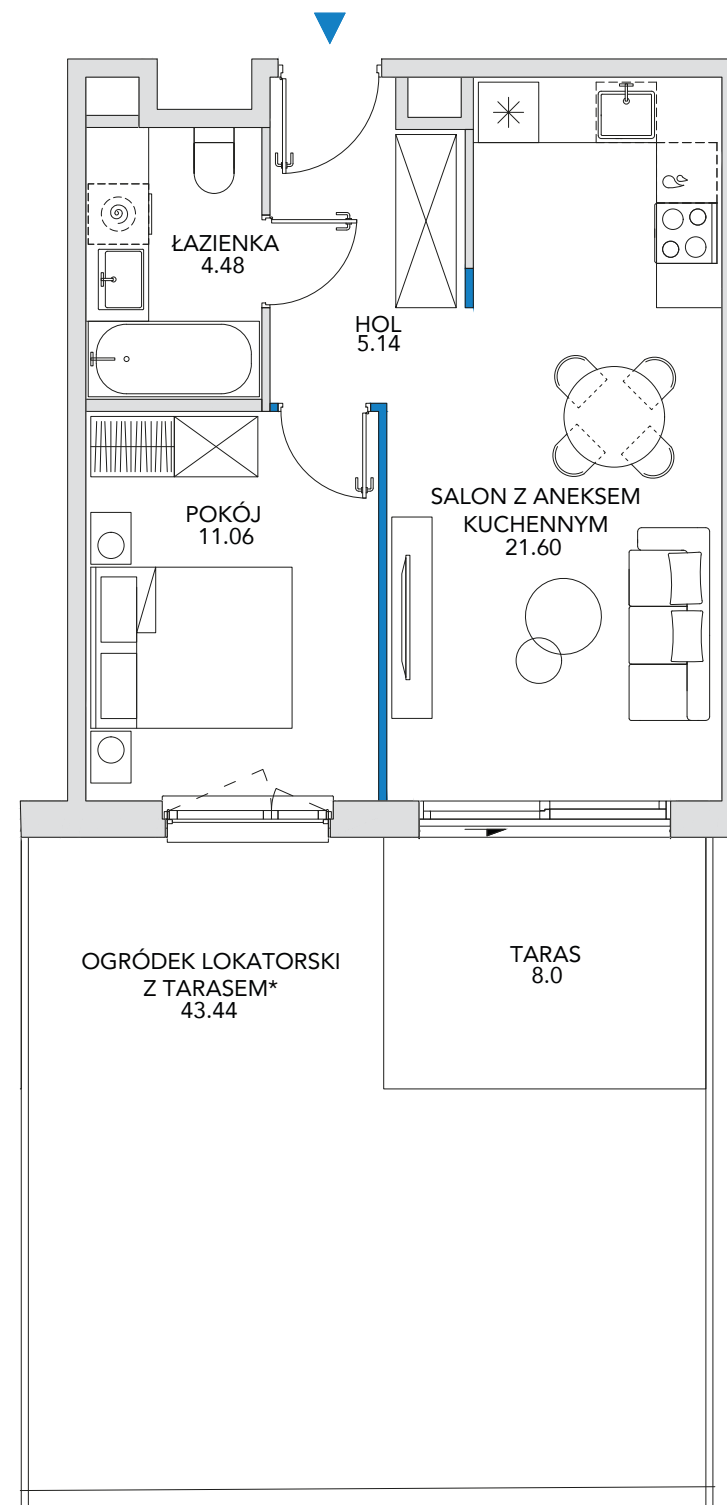 ŁAZIENKA
4.48
HOL
5.14
POKÓJ
11.06
SALON Z ANEKSEM
KUCHENNYM
21.60
OGRÓDEK LOKATORSKI
Z TARASEM*
43.44
TARAS
8.0